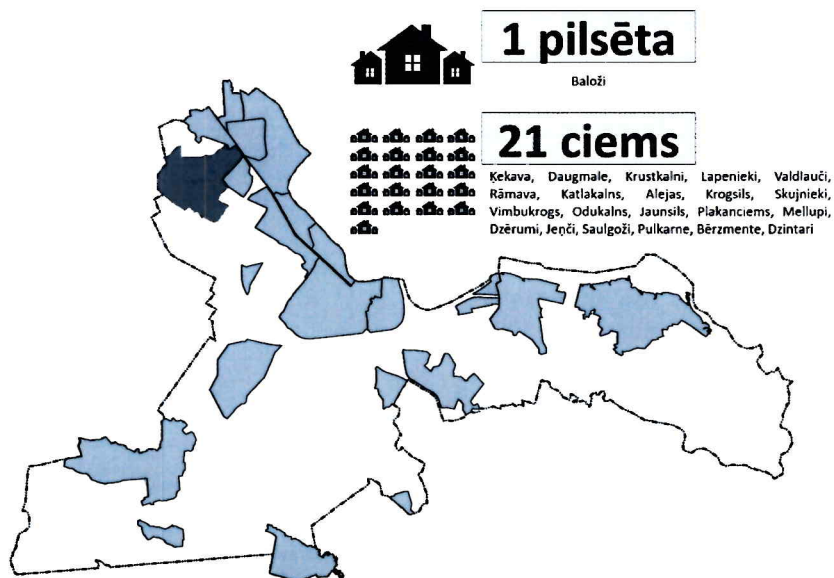 1 pilsēta
Baloži
21 ciems
Ķekava, Daugmale, Krustkalni, Lapenieki, Valdlauči,
Rāmava, Katlakalns, Alejas, Krogsils, Skujnieki,
Vimbukrogs, Odukalns, Jaunsils, Plakanciems, Mellupi,
Dzērumi, Jeņči, Saulgoži, Pulkarne, Bērzmente, Dzintari